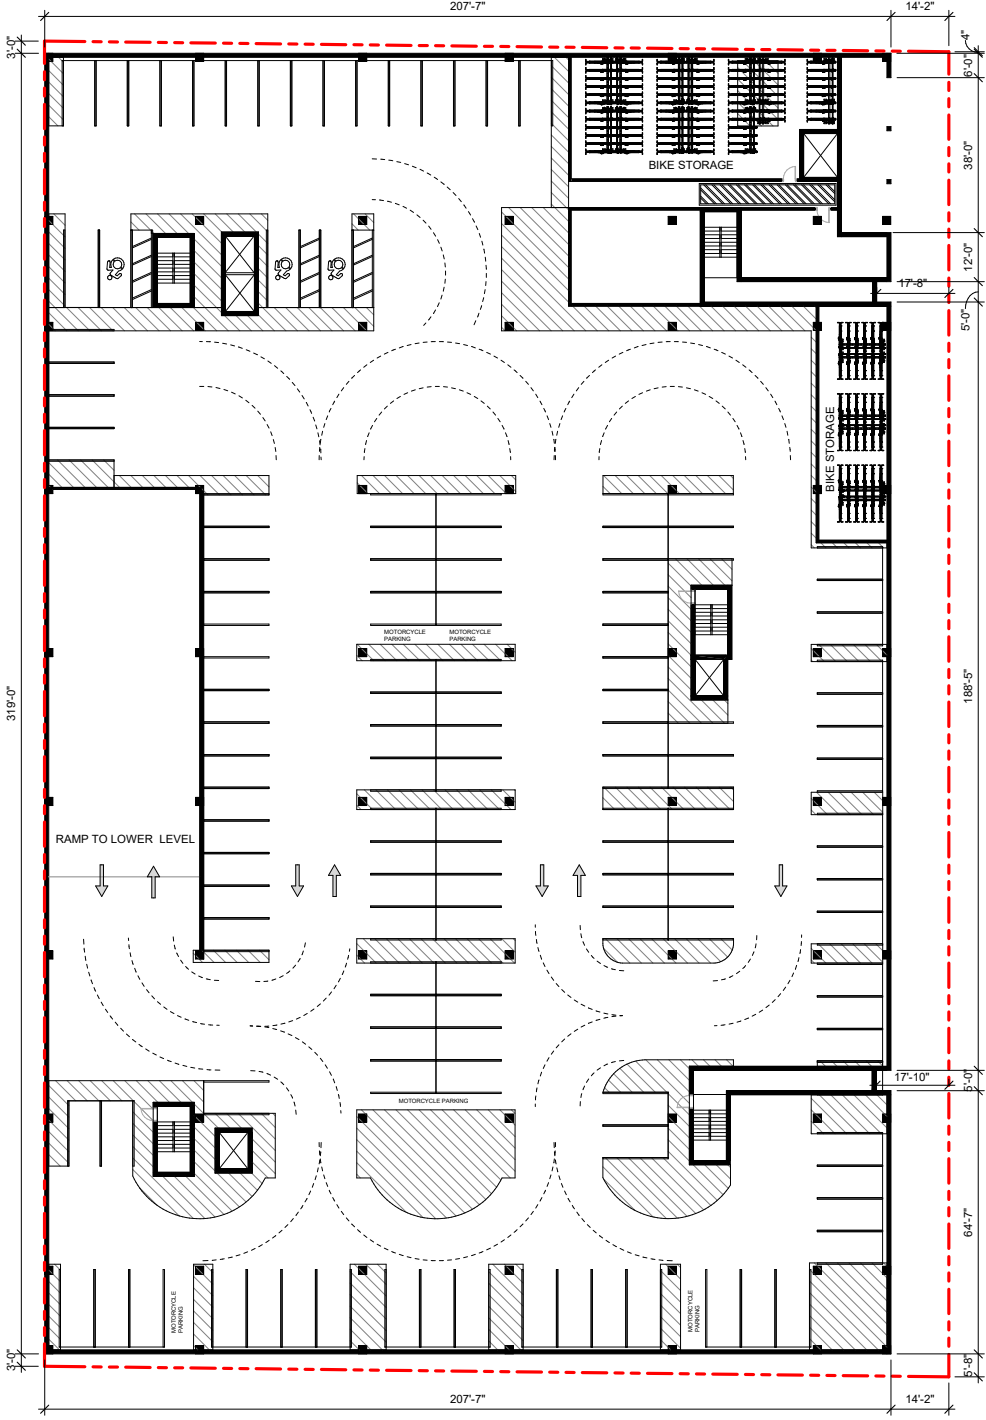 207'-7"
14'-2"
3'-0"
4"
6'-0"
BIKE STORAGE
38'-0"
12'-0"
17'-8"
5'-0"
BIKE STORAGE
MOTORCYCLE
PARKING
MOTORCYCLE
PARKING
319'-0"
188'-5"
RAMP TO LOWER LEVEL
17'-10"
5'-0"
MOTORCYCLE PARKING
64'-7"
MOTORCYCLE
PARKING
MOTORCYCLE
PARKING
3'-0"
5'-8"
207'-7"
14'-2"